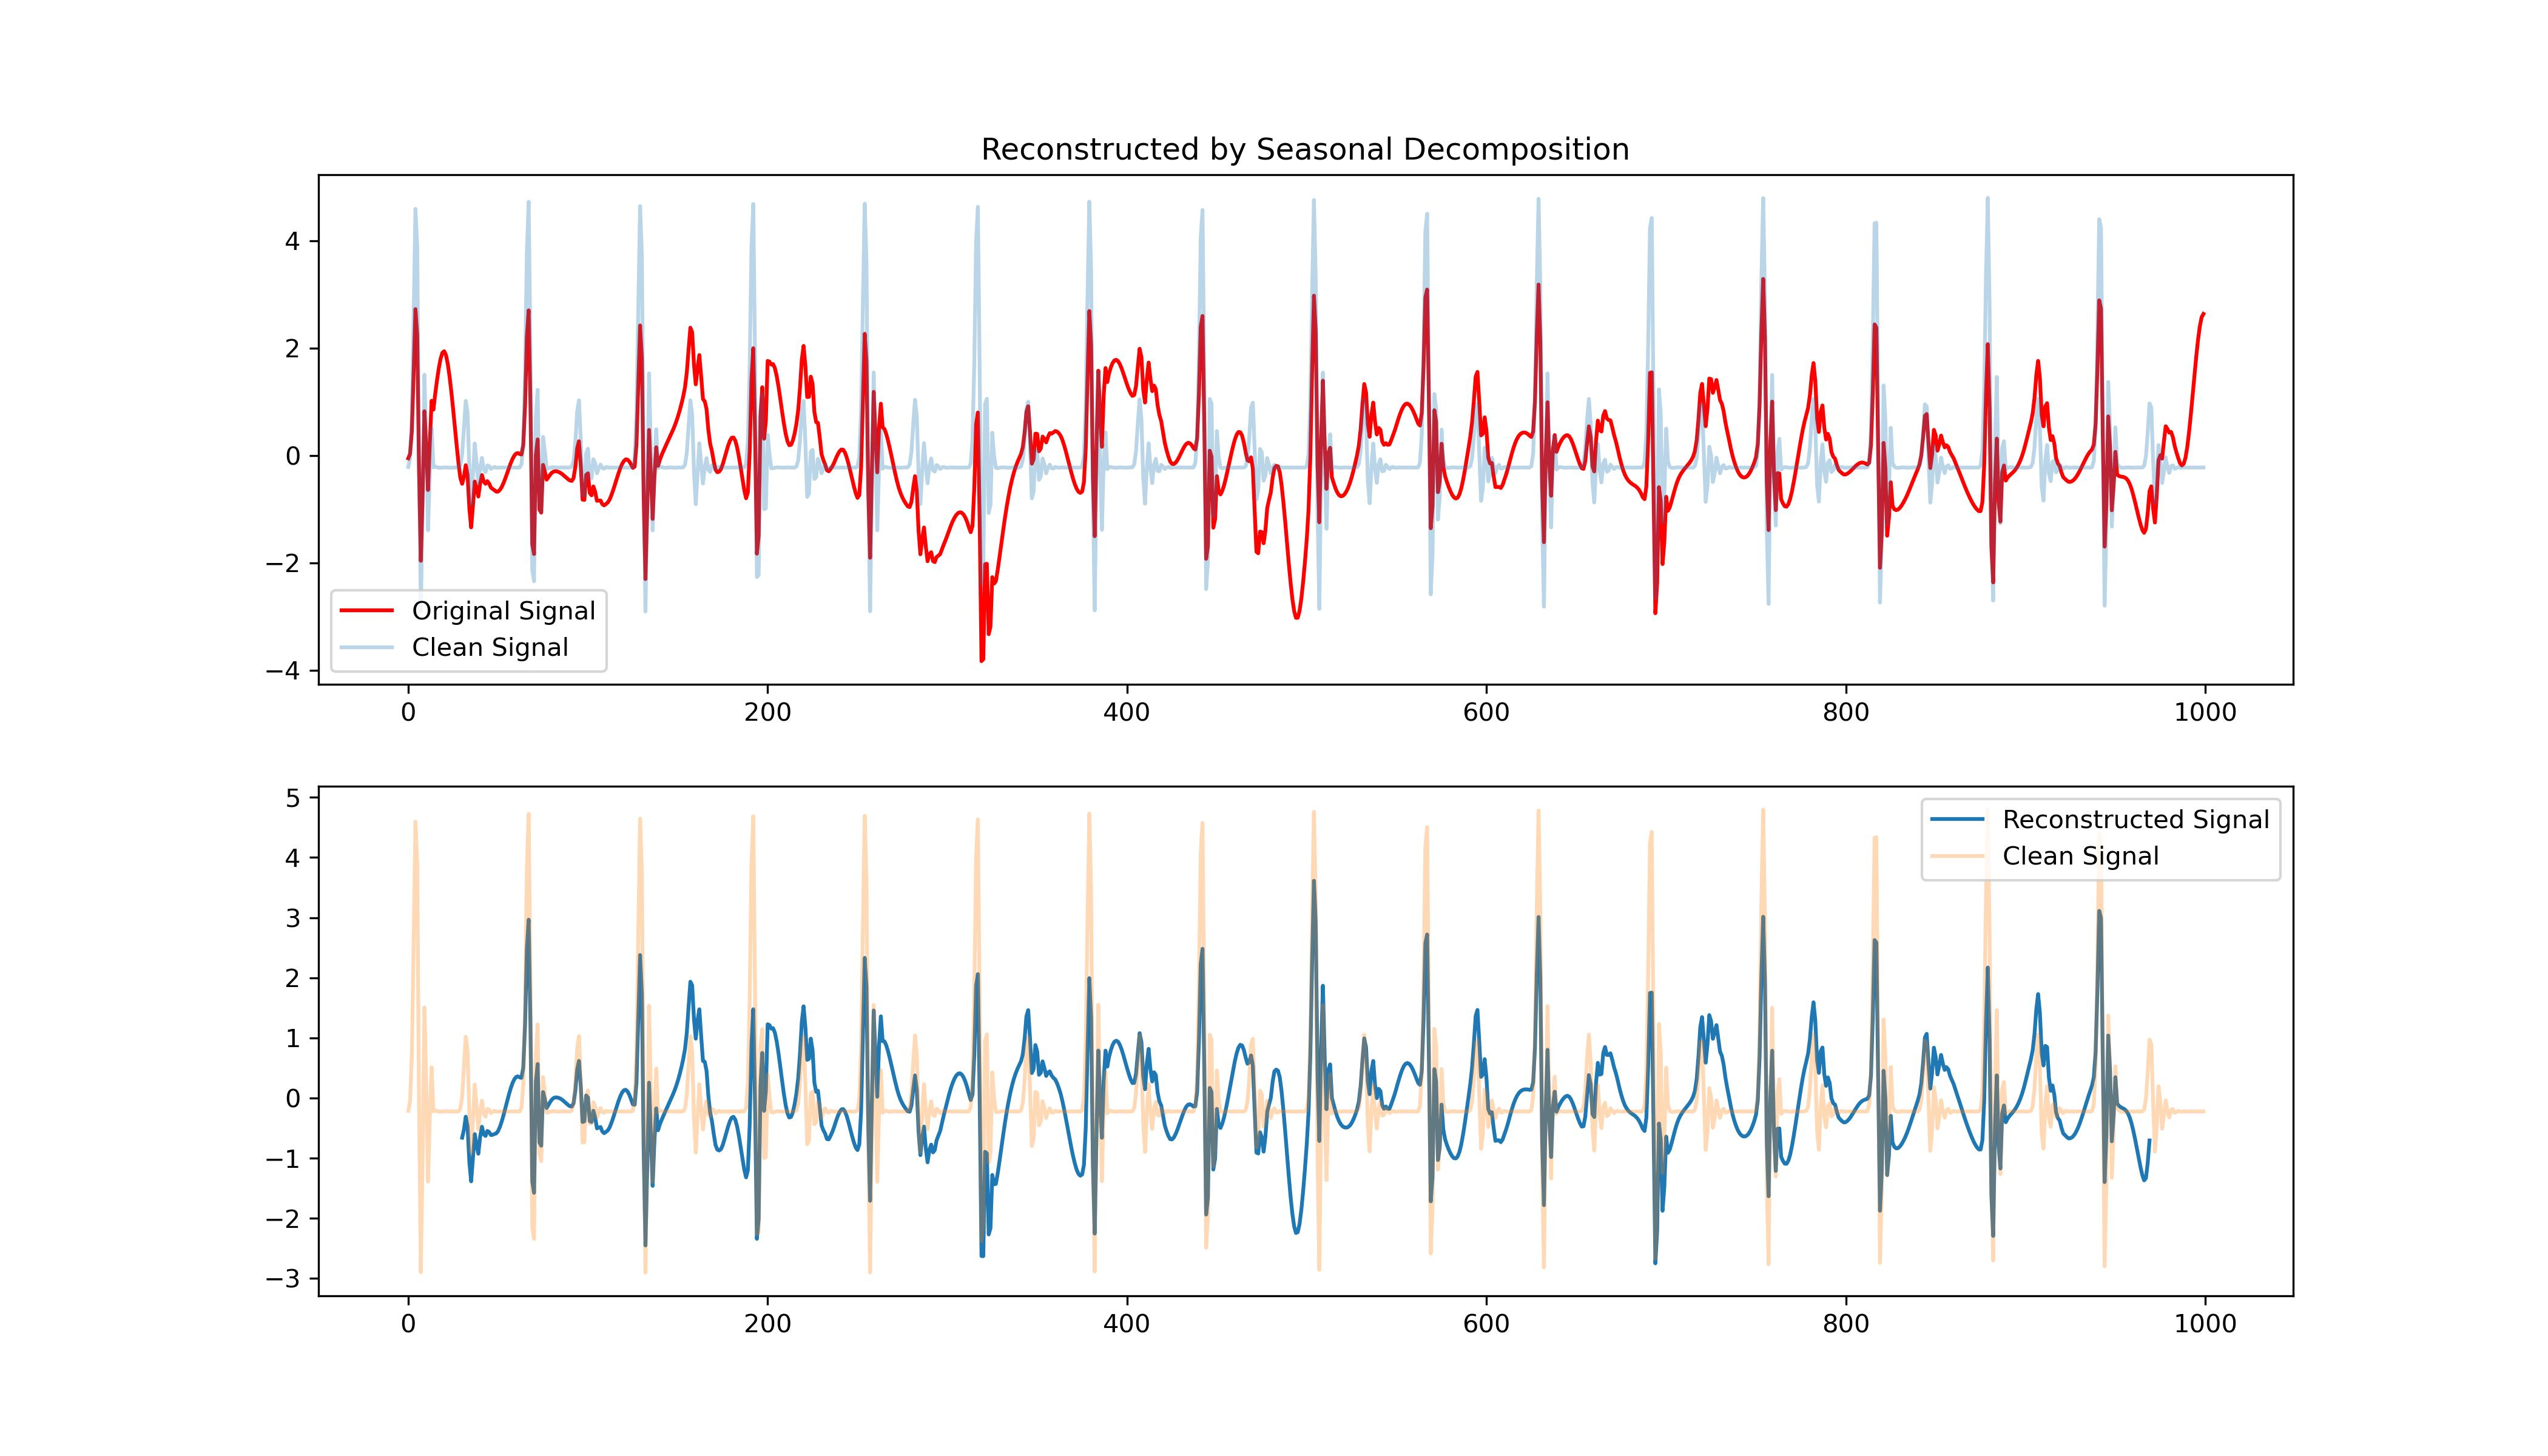 Reconstructed by Seasonal Decomposition
4
2
0
−2
−4
Original Signal
Clean Signal
0 200 400 600 800 1000
5
4
3
2
1
0
−1
−2
−3
Reconstructed Signal
Clean Signal
0 200 400 600 800 1000